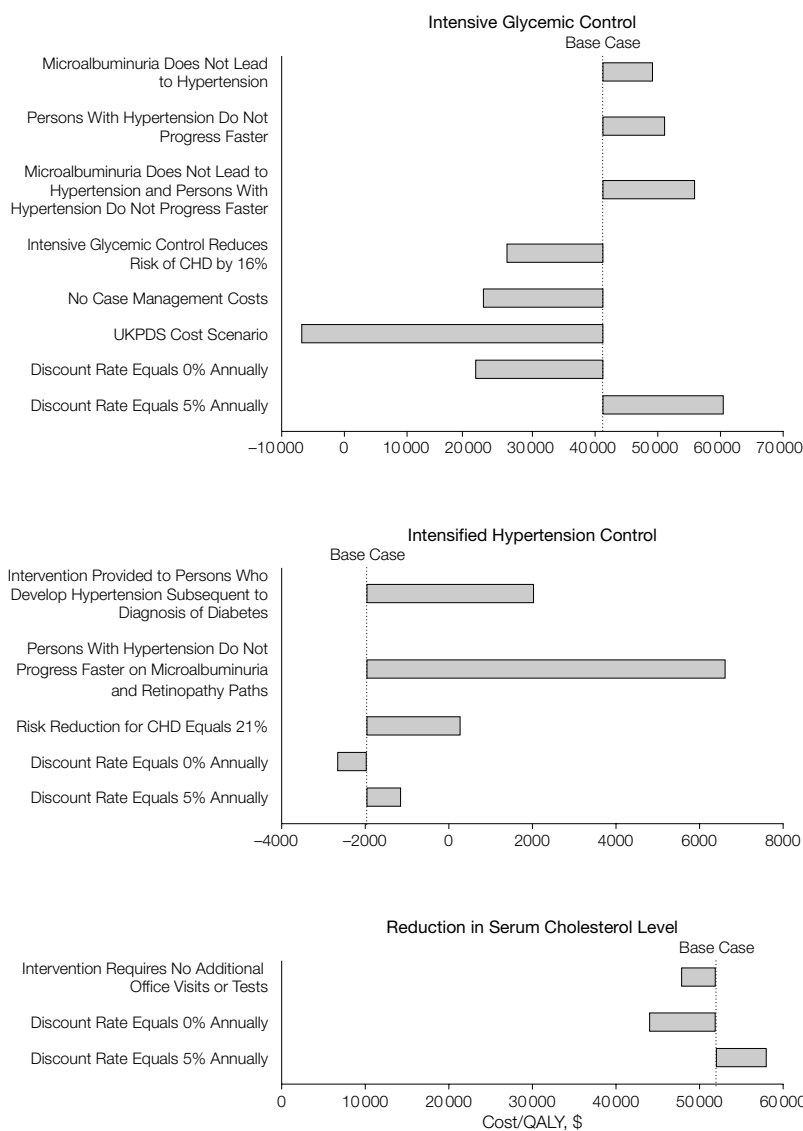 Intensive Glycemic Control
Base Case
Microalbuminuria Does Not Lead
to Hypertension
Persons With Hypertension Do Not
Progress Faster
Microalbuminuria Does Not Lead to
Hypertension and Persons With
Hypertension Do Not Progress Faster
Intensive Glycemic Control Reduces
Risk of CHD by 16%
No Case Management Costs
UKPDS Cost Scenario
Discount Rate Equals 0% Annually
Discount Rate Equals 5% Annually
−10000 0 10000 20000 30000 40000 50000 60000 70000
Intensified Hypertension Control
Base Case
Intervention Provided to Persons Who
Develop Hypertension Subsequent to
Diagnosis of Diabetes
Persons With Hypertension Do Not
Progress Faster on Microalbuminuria
and Retinopathy Paths
Risk Reduction for CHD Equals 21%
Discount Rate Equals 0% Annually
Discount Rate Equals 5% Annually
−4000 −2000 0 2000 4000 6000 8000
Reduction in Serum Cholesterol Level
Base Case
Intervention Requires No Additional
Office Visits or Tests
Discount Rate Equals 0% Annually
Discount Rate Equals 5% Annually
0 10000 20000 30000 40000 50000 60000
Cost/QALY, $